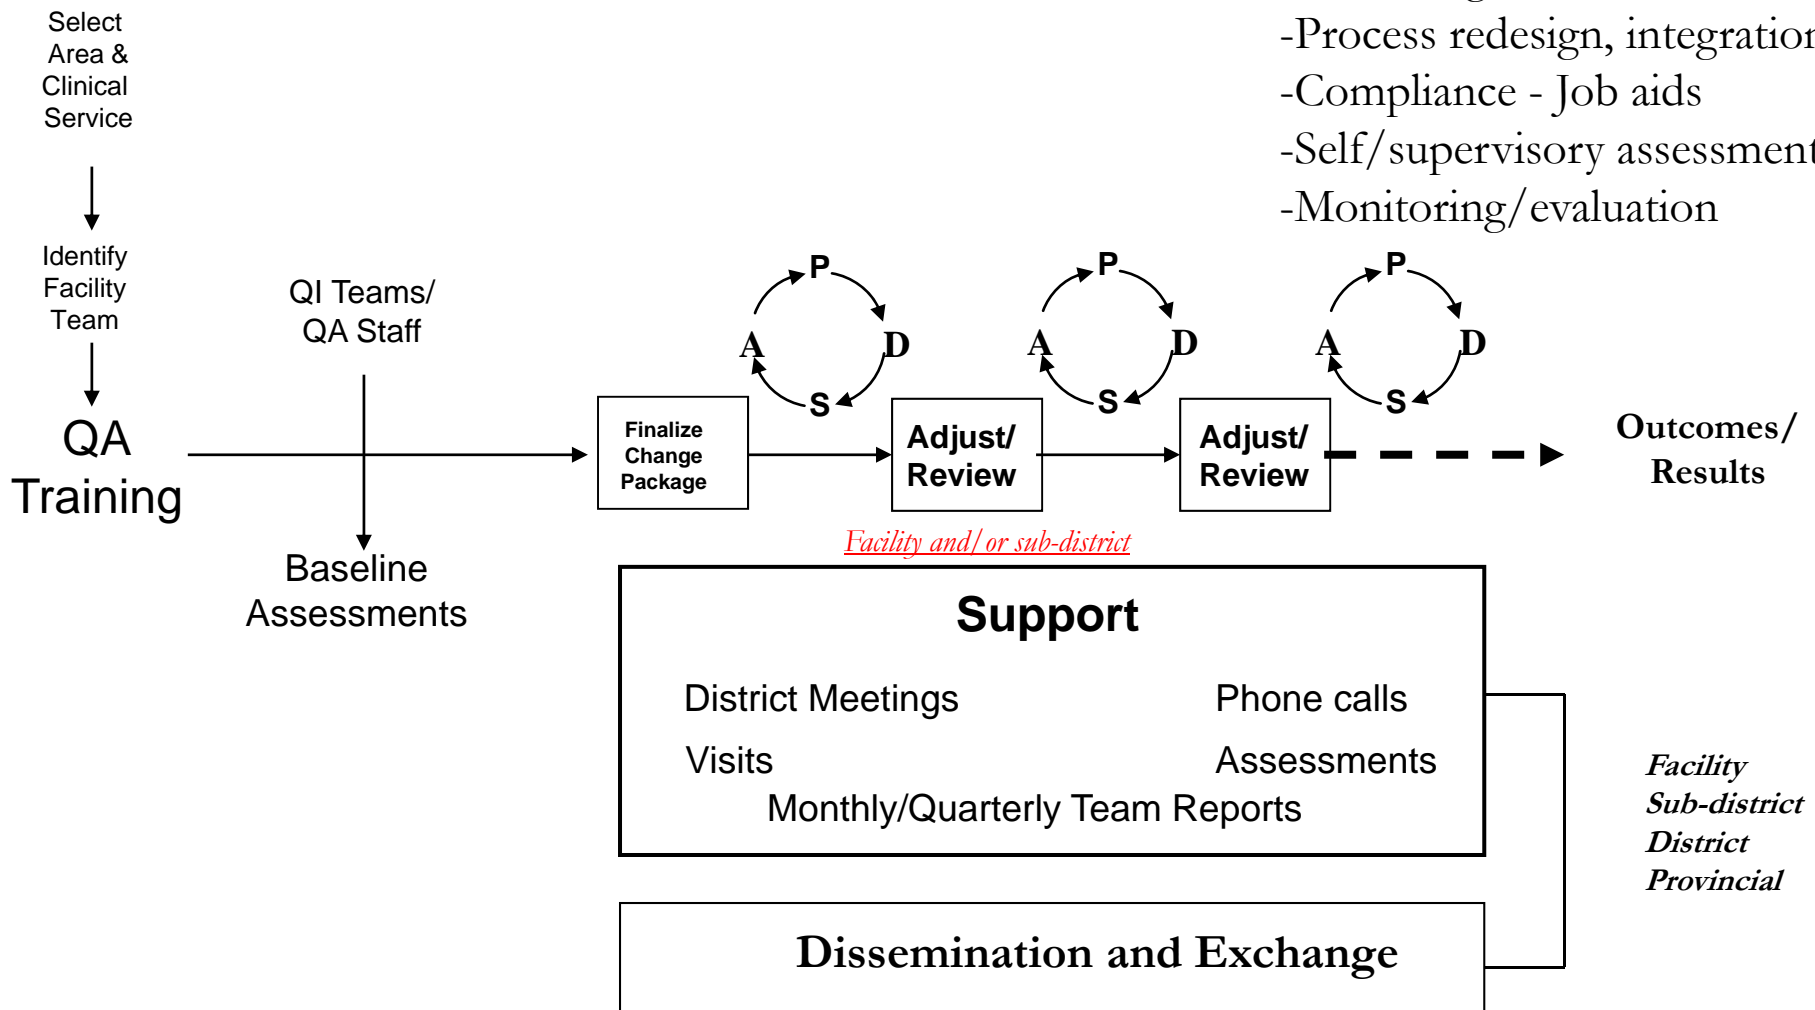 Select
Area &
Clinical
Service
Identify
Facility
Team
QA
Training
QI Teams/
QA Staff
Baseline
Assessments
-Process redesign, integration
-Compliance - Job aids
-Self/supervisory assessment
-Monitoring/evaluation
P
A
D
S
P
A
D
S
P
A
D
S
Finalize
Change
Package
Adjust/
Review
Adjust/
Review
Outcomes/
Results
Facility and/or sub-district
Support
District Meetings
Phone calls
Visits
Assessments
Monthly/Quarterly Team Reports
Facility
Sub-district
District
Provincial
Dissemination and Exchange